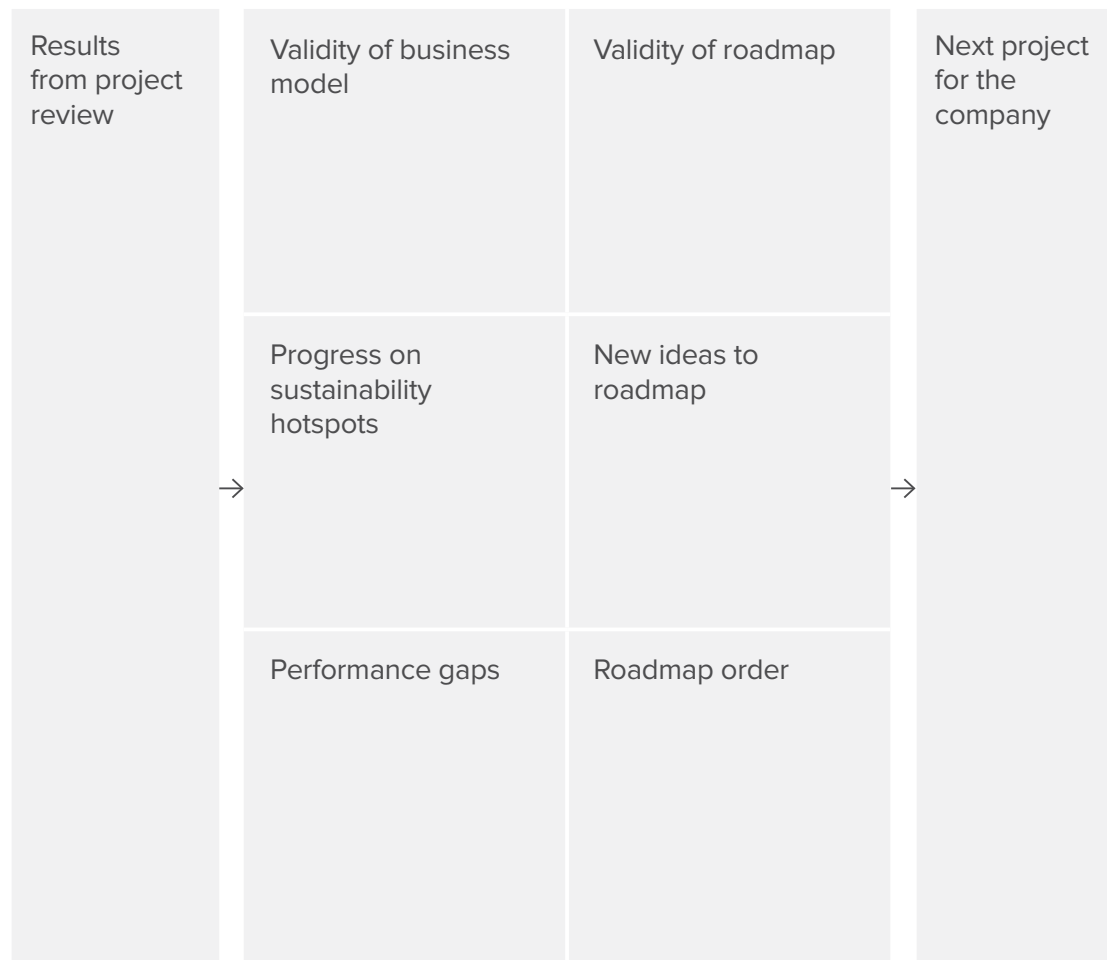 Results
from project
review
Validity of business
model
Validity of roadmap
Progress on
sustainability
hotspots
New ideas to
roadmap
Performance gaps
Roadmap order
Next project
for the
company